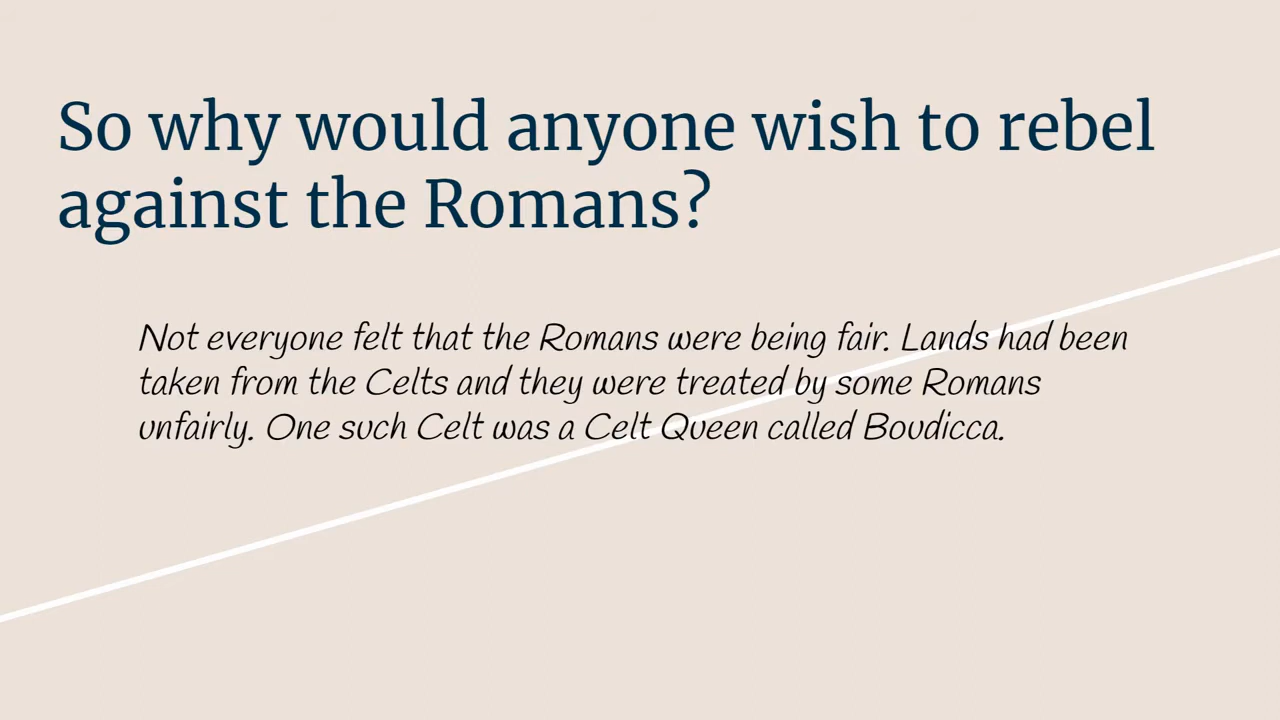 So why would anyone wish to rebel
against the Romans?
Not everyone felt that the Romans were being fair. Lands had been
taken from the Celts and they were treated by some Romans
unfairly. One such Celt was a Celt Queen called Boudicca.